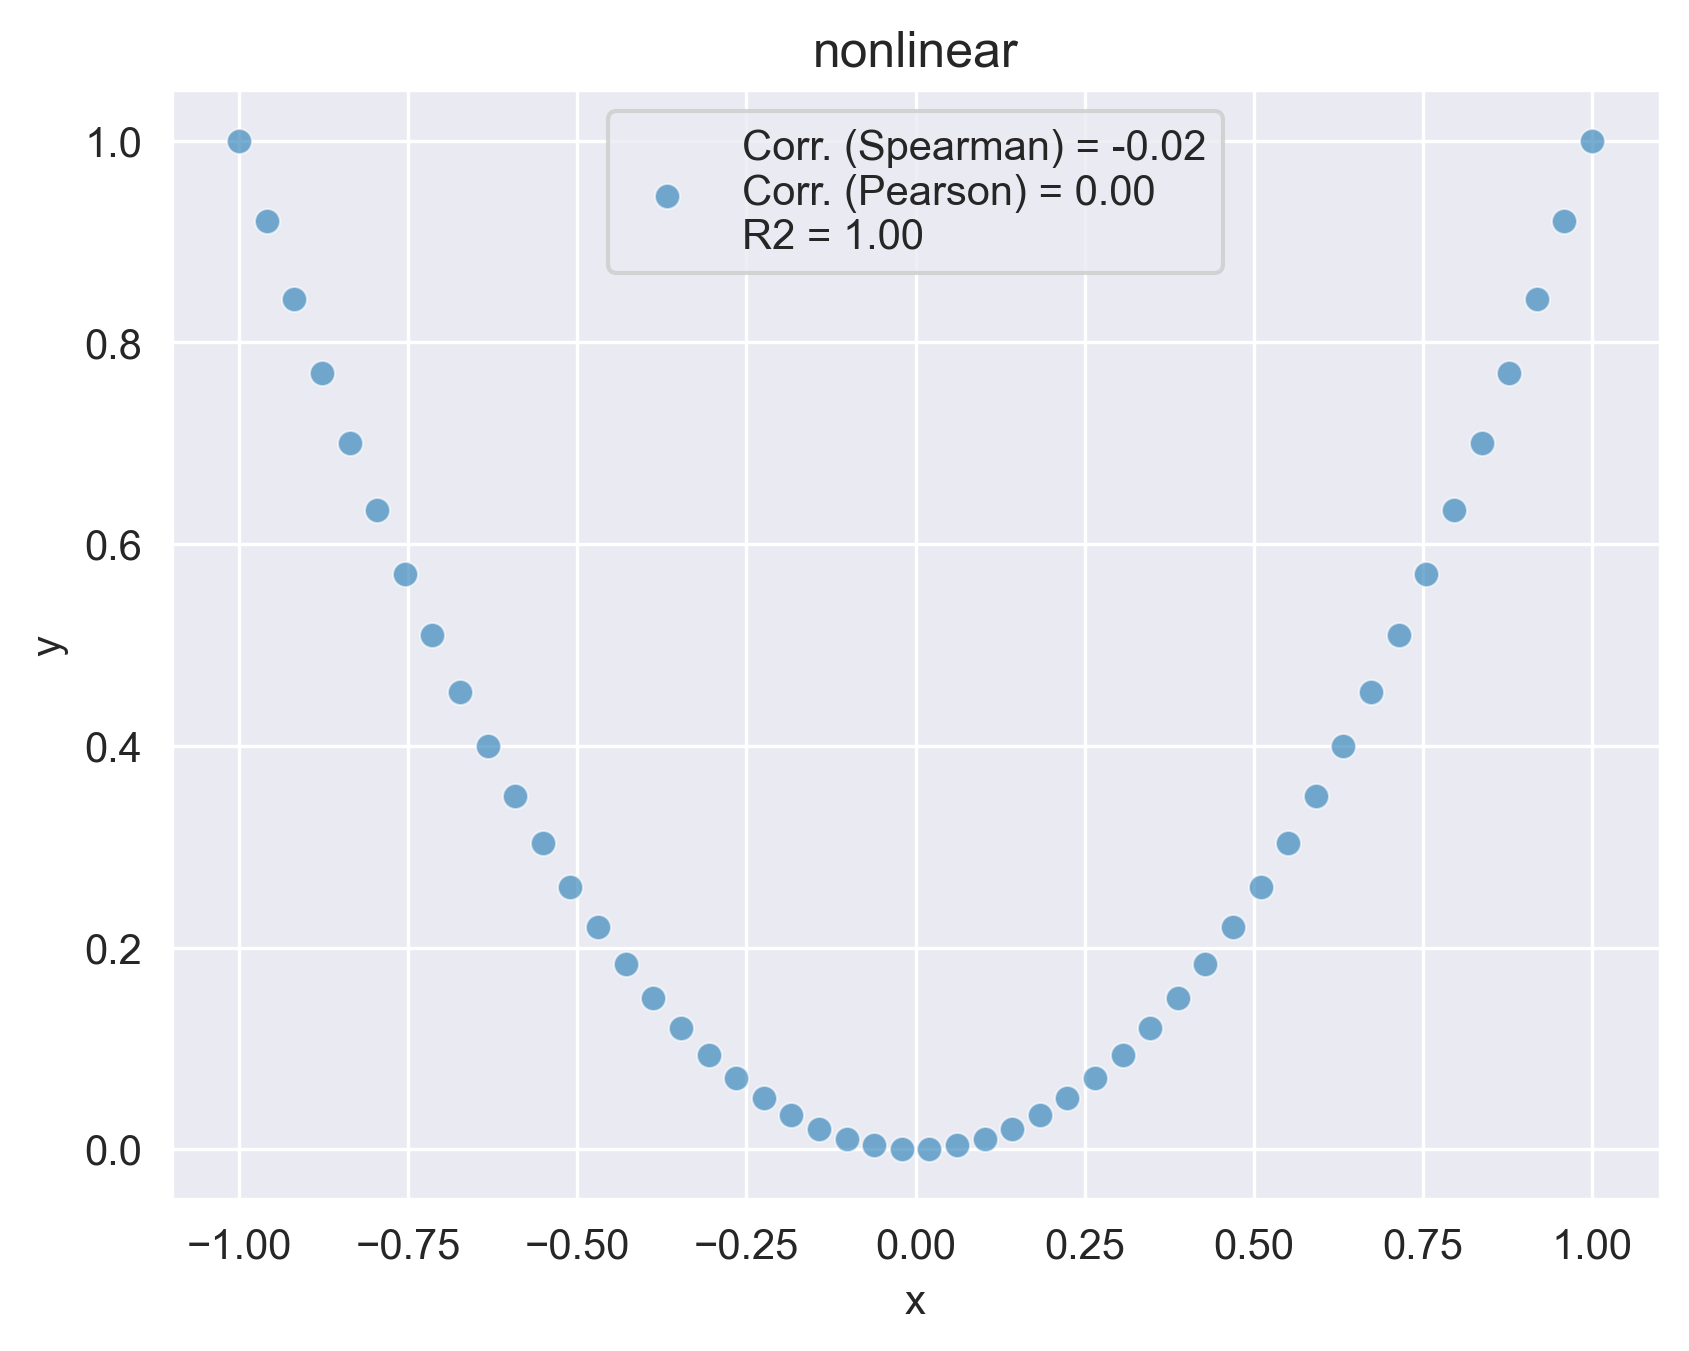 nonlinear
Corr. (Spearman) = -0.02
Corr. (Pearson) = 0.00
R2 = 1.00
1.0
0.8
0.6
0.4
0.2
0.0
y
−1.00 −0.75 −0.50 −0.25 0.00 0.25 0.50 0.75 1.00
x